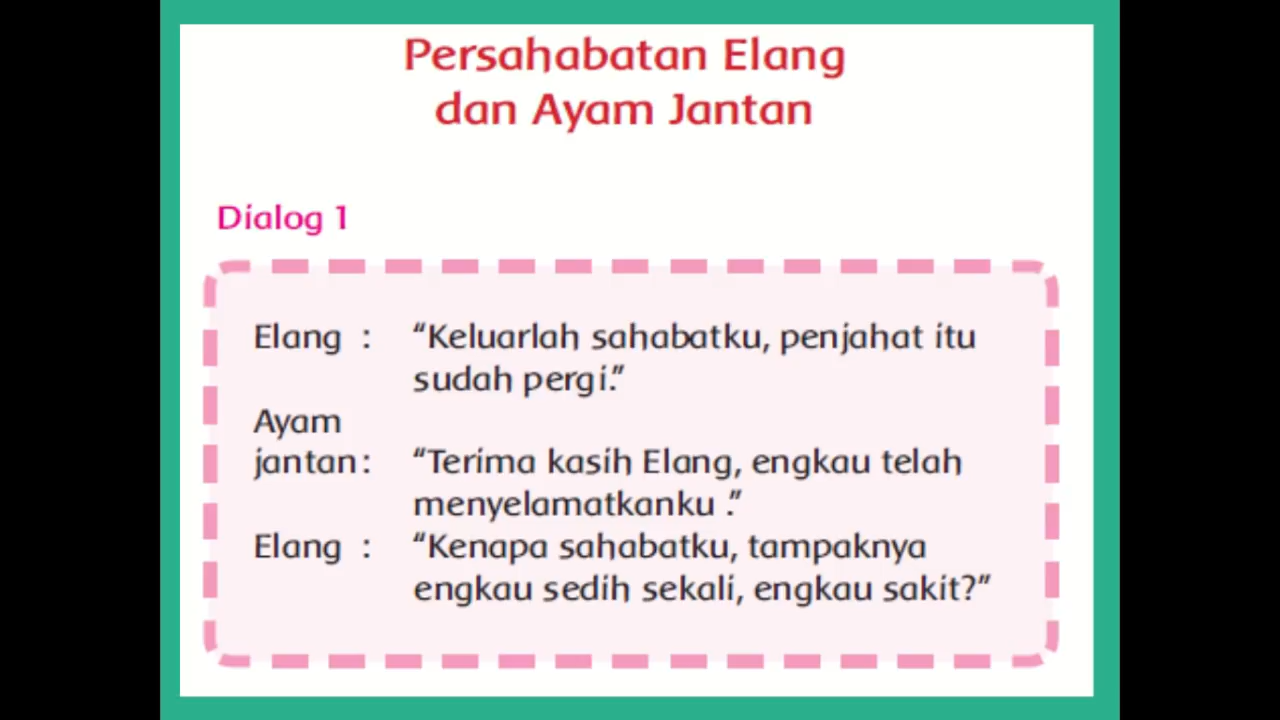 Persahabatan Elang
dan Ayam Jantan
Dialog 1
Elang : “Keluarlah sahabatku, penjahat itu
sudah pergi.”
Ayam
jantan: “Terima kasih Elang, engkau telah
menyelamatkanku .”
Elang : “Kenapa sahabatku, tampaknya
engkau sedih sekali, engkau sakit?”